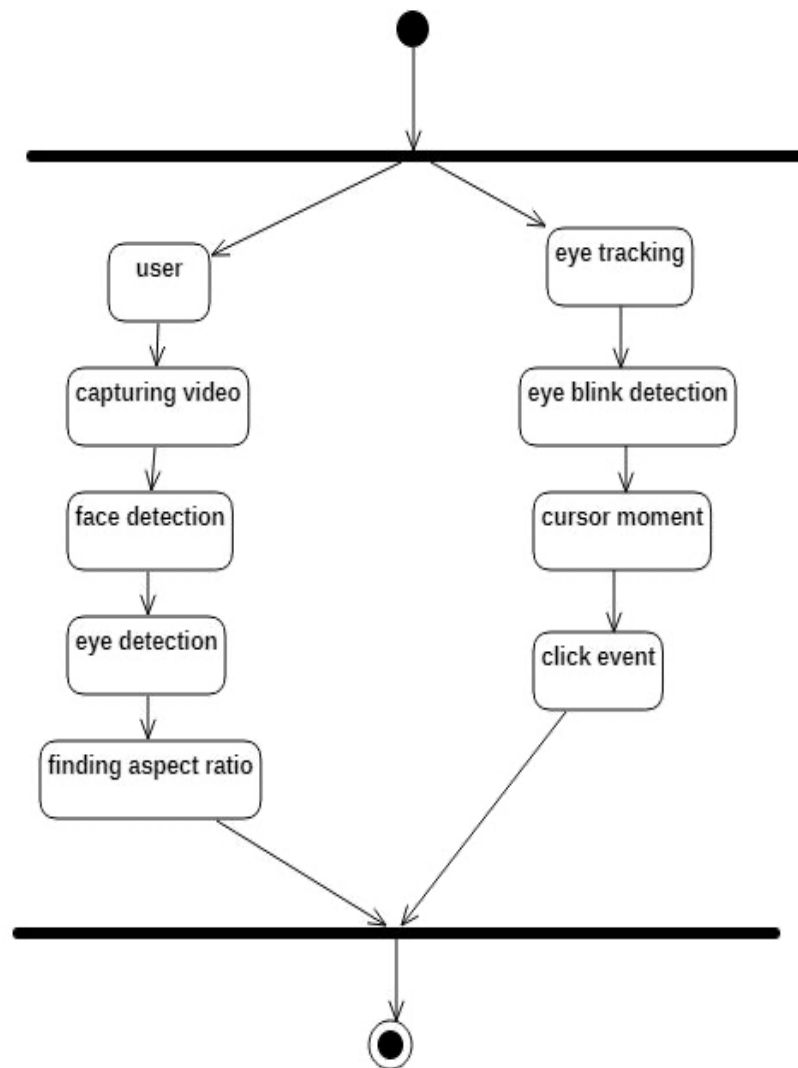 user
capturing video
face detection
eye detection
finding aspect ratio
eye tracking
eye blink detection
cursor moment
click event